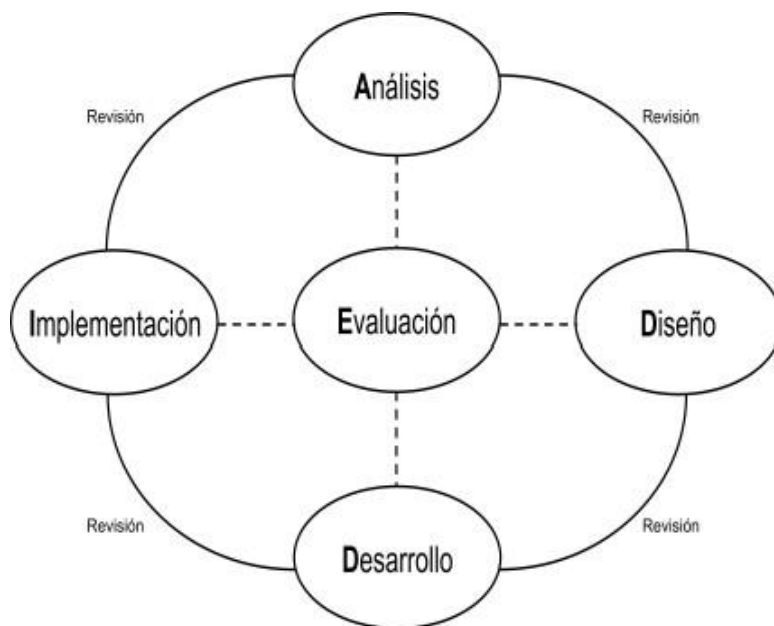 Análisis
Revisión
Revisión
Implementación
Evaluación
Diseño
Revisión
Revisión
Desarrollo